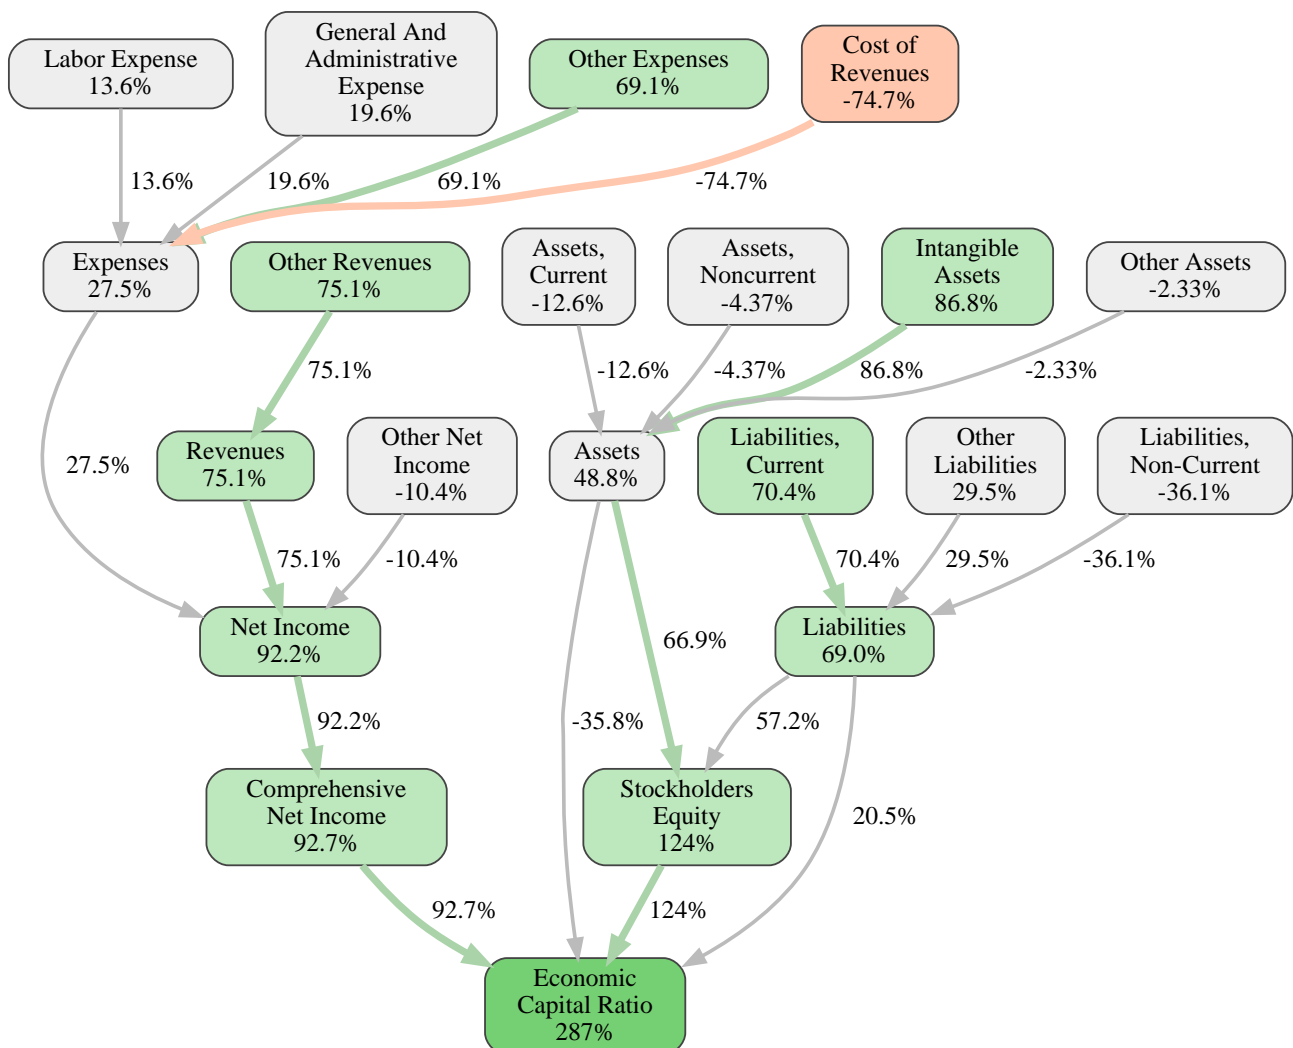 Labor Expense
13.6%
General And
Administrative
Expense
19.6%
Other Expenses
69.1%
Cost of
Revenues
-74.7%
13.6%
19.6%
69.1%
-74.7%
Expenses
27.5%
Other Revenues
75.1%
Assets,
Current
-12.6%
Assets,
Noncurrent
-4.37%
Intangible
Assets
86.8%
Other Assets
-2.33%
75.1%
-12.6%
-4.37%
86.8%
-2.33%
27.5%
Revenues
75.1%
Other Net
Income
-10.4%
Assets
48.8%
Liabilities,
Current
70.4%
Other
Liabilities
29.5%
Liabilities,
Non-Current
-36.1%
75.1%
-10.4%
70.4%
29.5%
-36.1%
Net Income
92.2%
66.9%
Liabilities
69.0%
92.2%
-35.8%
57.2%
Comprehensive
Net Income
92.7%
Stockholders
Equity
124%
20.5%
92.7%
124%
Economic
Capital Ratio
287%